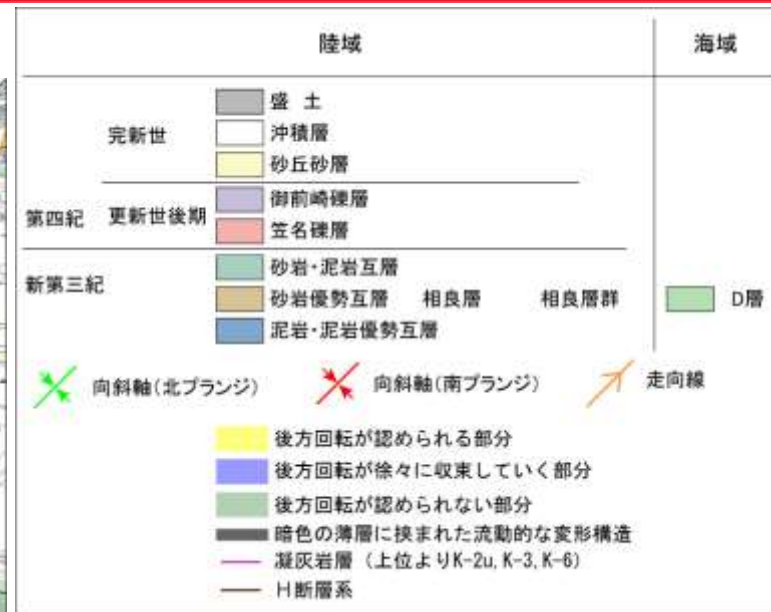 陸域 海域
盛 土
完新世 沖積層
砂丘砂層
御前崎礫層
第四紀 更新世後期
笠名礫層
砂岩・泥岩互層
新第三紀
砂岩優勢互層 相良層 相良層群 D層
泥岩・泥岩優勢互層
向斜軸(北プランジ) 向斜軸(南プランジ) 走向線
後方回転が認められる部分
後方回転が徐々に収束していく部分
後方回転が認められない部分
暗色の薄層に挟まれた流動的な変形構造
凝灰岩層(上位よりK-2u, K-3, K-6)
H断層系